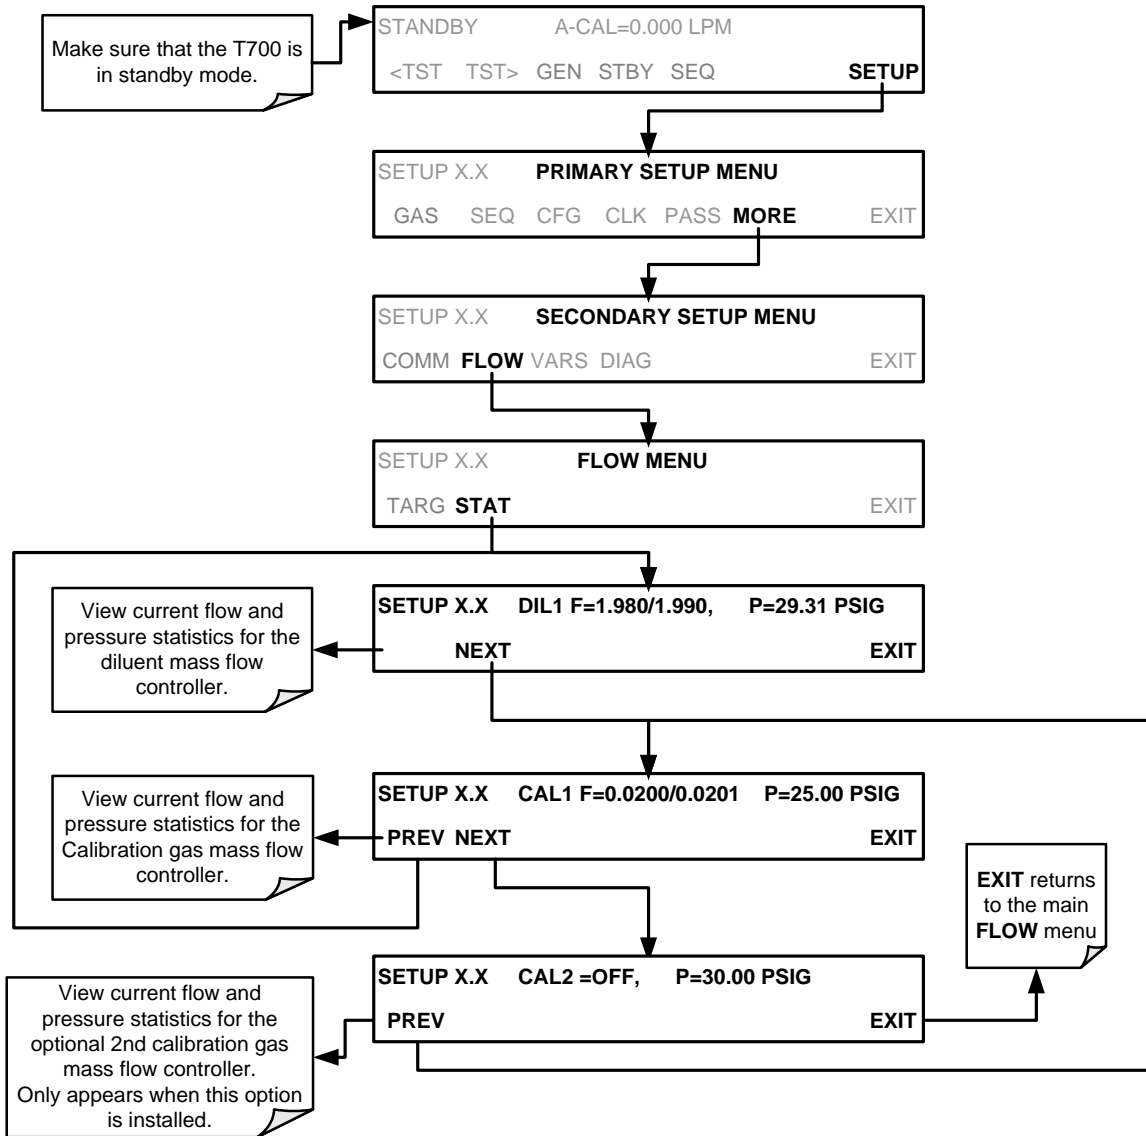 Make sure that the T700 is
in standby mode.
STANDBY A-CAL=0.000 LPM
<TST TST> GEN STBY SEQ SETUP
SETUP X.X PRIMARY SETUP MENU
GAS SEQ CFG CLK PASS MORE EXIT
SETUP X.X SECONDARY SETUP MENU
COMM FLOW VARS DIAG EXIT
SETUP X.X FLOW MENU
TARG STAT EXIT
View current flow and
pressure statistics for the
diluent mass flow
controller.
SETUP X.X DIL1 F=1.980/1.990, P=29.31 PSIG
NEXT EXIT
View current flow and
pressure statistics for the
Calibration gas mass flow
controller.
SETUP X.X CAL1 F=0.0200/0.0201 P=25.00 PSIG
PREV NEXT EXIT
EXIT returns
to the main
FLOW menu
View current flow and
pressure statistics for the
optional 2nd calibration gas
mass flow controller.
Only appears when this option
is installed.
SETUP X.X CAL2 =OFF, P=30.00 PSIG
PREV EXIT